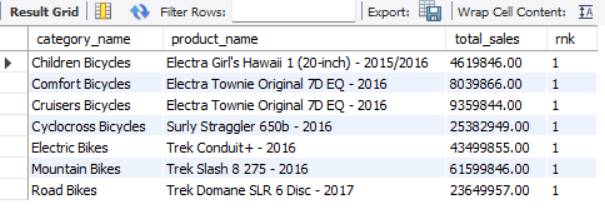 Result Grid Filter Rows: Export: Wrap Cell Content:
category_name product_name total_sales rnk
Children Bicycles Electra Girl's Hawaii 1 (20-inch) - 2015/2016 4619846.00 1
Comfort Bicycles Electra Townie Original 7D EQ - 2016 8039866.00 1
Cruisers Bicycles Electra Townie Original 7D EQ - 2016 9359844.00 1
Cyclocross Bicycles Surly Straggler 650b - 2016 25382949.00 1
Electric Bikes Trek Conduit+ - 2016 43499855.00 1
Mountain Bikes Trek Slash 8 27.5 - 2016 61599846.00 1
Road Bikes Trek Domane SLR 6 Disc - 2017 23649957.00 1